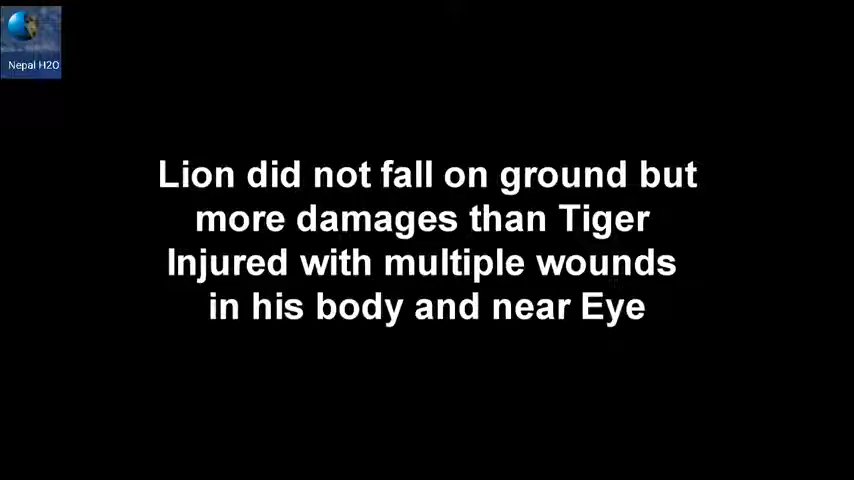 Nepal H2O
Lion did not fall on ground but
more damages than Tiger
Injured with multiple wounds
in his body and near Eye